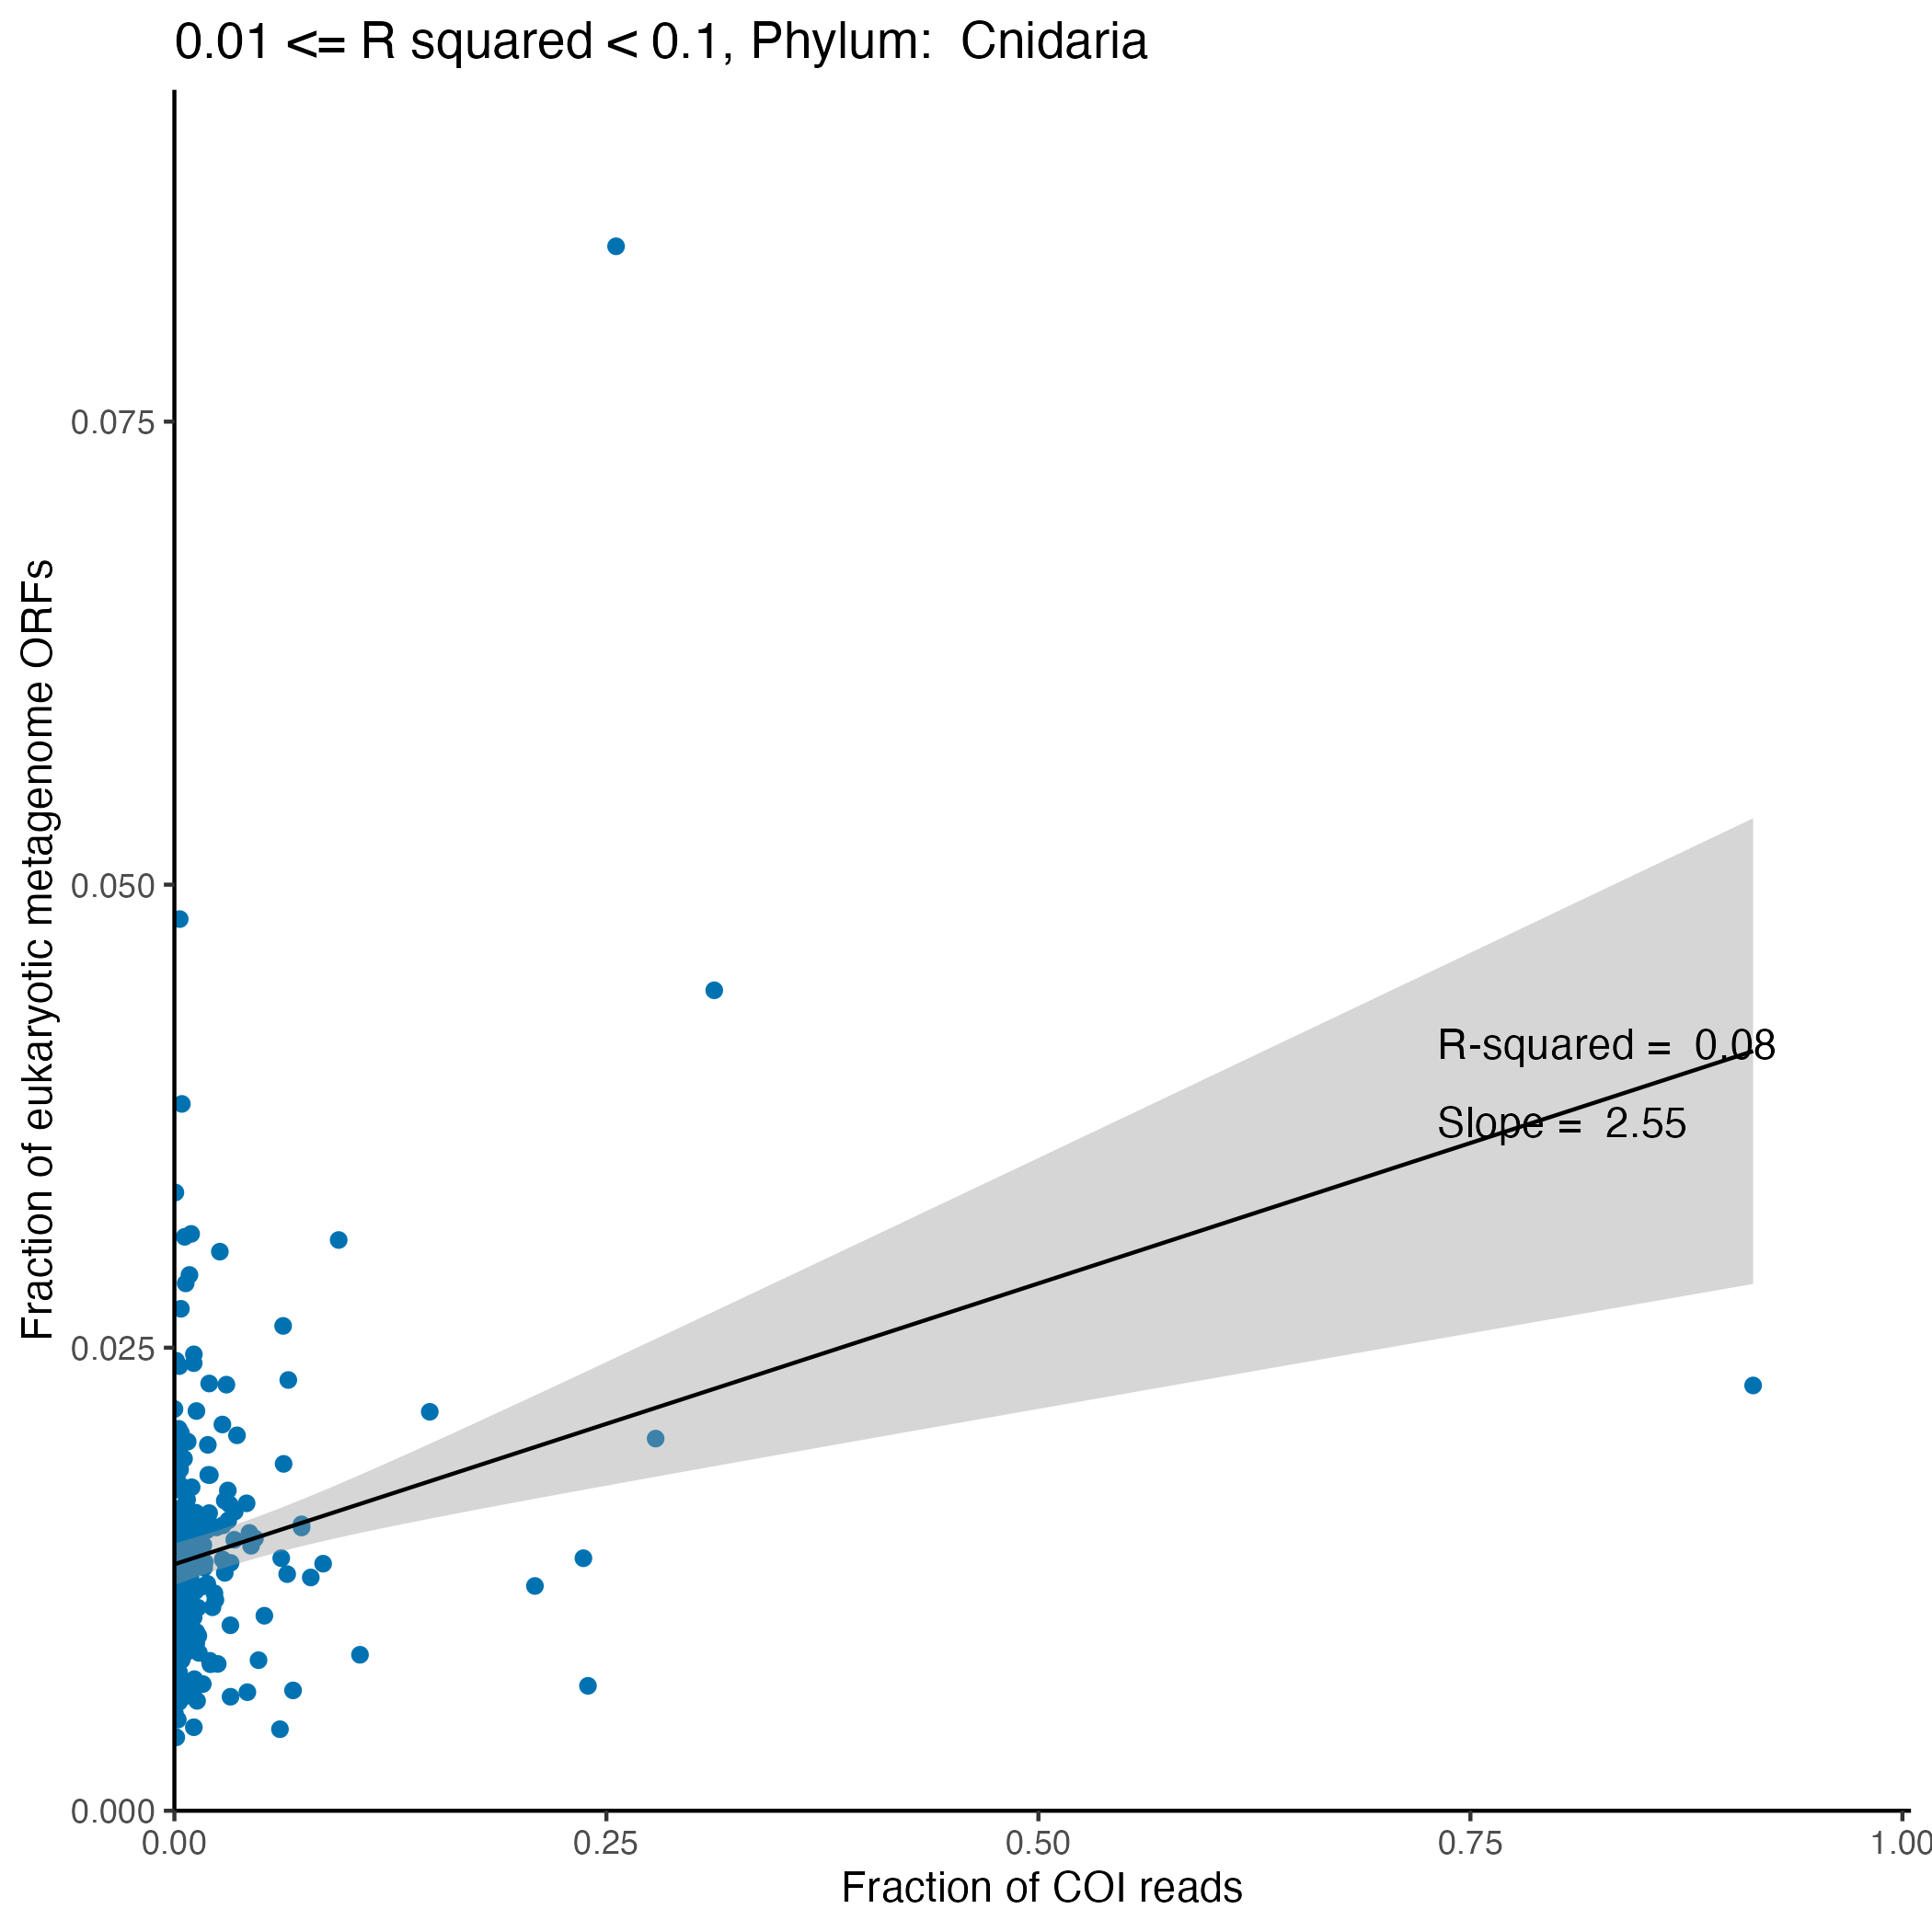 0.01 <= R squared < 0.1, Phylum:  Cnidaria
Fraction of eukaryotic metagenome ORFs
0.075
0.050
0.025
0.000
R-squared =  0.08
Slope =  2.55
0.00 0.25 0.50 0.75 1.00
Fraction of COI reads